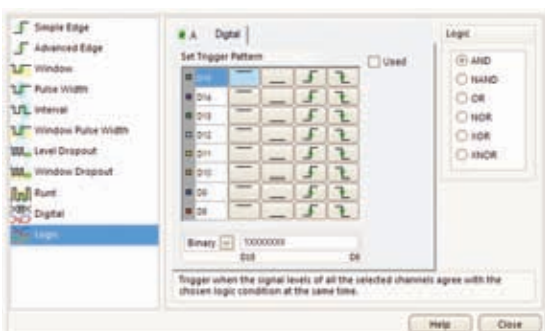 Simple Edge
Advanced Edge
Window
Pulse Width
Interval
Window Pulse Width
Level Dropout
Window Dropout
Runt
Digital
Logic
A Digital
Set Trigger Pattern
Used
D15
D14
D13
D12
D11
D10
D9
D8
Binary
D15 D8
Trigger when the signal levels of all the selected channels agree with the
chosen logic condition at the same time.
Logic
AND
NAND
OR
NOR
XOR
XNOR
Help Close